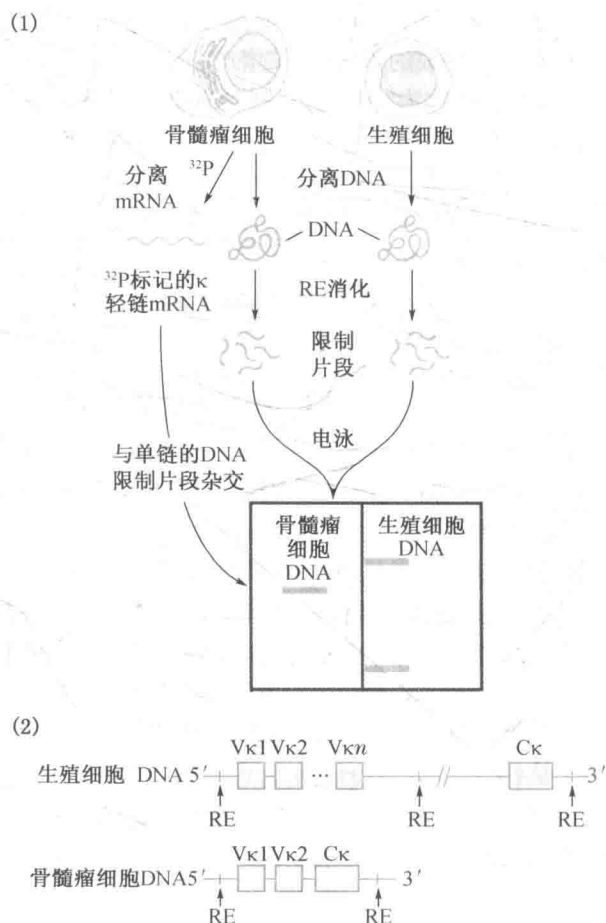 (1)
骨髓瘤细胞
生殖细胞
分离
mRNA
³²P
分离DNA
DNA
³²P标记的κ
轻链mRNA
RE消化
限制
片段
电泳
与单链的DNA
限制片段杂交
骨髓瘤
细胞
DNA
生殖细胞
DNA
(2)
Vκ1 Vκ2 Vκn Cκ
生殖细胞 DNA 5′ ... // 3′
RE RE RE
Vκ1 Vκ2 Cκ
骨髓瘤细胞DNA5′ 3′
RE RE